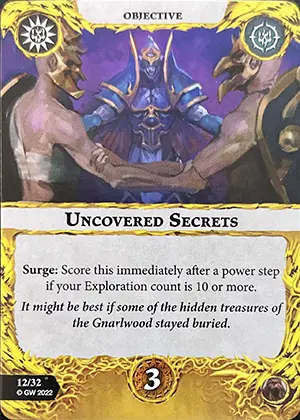 OBJECTIVE
UNCOVERED SECRETS
Surge: Score this immediately after a power step
if your Exploration count is 10 or more.
It might be best if some of the hidden treasures of
the Gnarlwood stayed buried.
12/32
© GW 2022
3